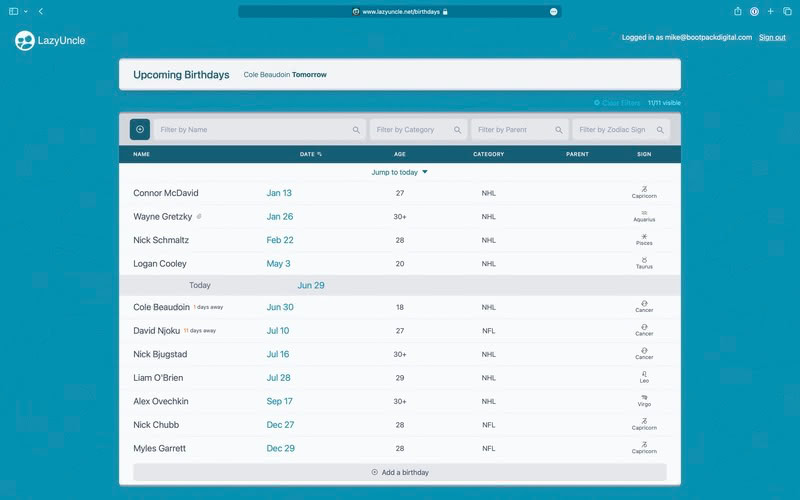 www.lazyuncle.net/birthdays
LazyUncle
Logged in as mike@bootpackdigital.com Sign out
Upcoming Birthdays Cole Beaudoin Tomorrow
Clear Filters 11/11 visible
Filter by Name Filter by Category Filter by Parent Filter by Zodiac Sign
NAME DATE AGE CATEGORY PARENT SIGN
Jump to today
Connor McDavid Jan 13 27 NHL Capricorn
Wayne Gretzky Jan 26 30+ NHL Aquarius
Nick Schmaltz Feb 22 28 NHL Pisces
Logan Cooley May 3 20 NHL Taurus
Today Jun 29
Cole Beaudoin 1 days away Jun 30 18 NHL Cancer
David Njoku 11 days away Jul 10 27 NFL Cancer
Nick Bjugstad Jul 16 30+ NHL Cancer
Liam O'Brien Jul 28 29 NHL Leo
Alex Ovechkin Sep 17 30+ NHL Virgo
Nick Chubb Dec 27 28 NFL Capricorn
Myles Garrett Dec 29 28 NFL Capricorn
Add a birthday